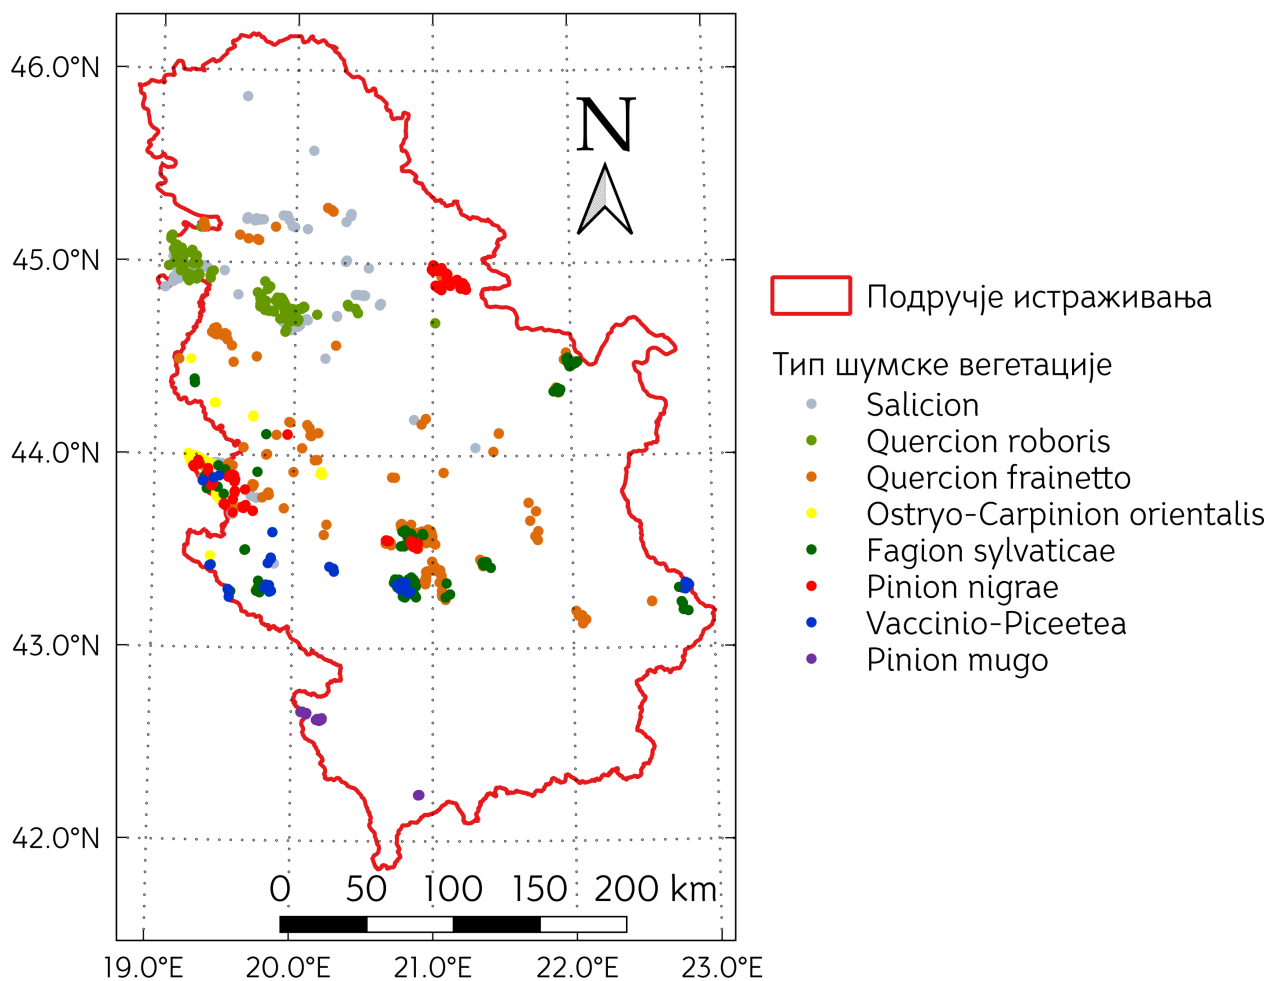 46.0°N
45.0°N
44.0°N
43.0°N
42.0°N
N
0 50 100 150 200 km
19.0°E 20.0°E 21.0°E 22.0°E 23.0°E
Подручје истраживања
Тип шумске вегетације
Salicion
Quercion roboris
Quercion frainetto
Ostryo-Carpinion orientalis
Fagion sylvaticae
Pinion nigrae
Vaccinio-Piceetea
Pinion mugo